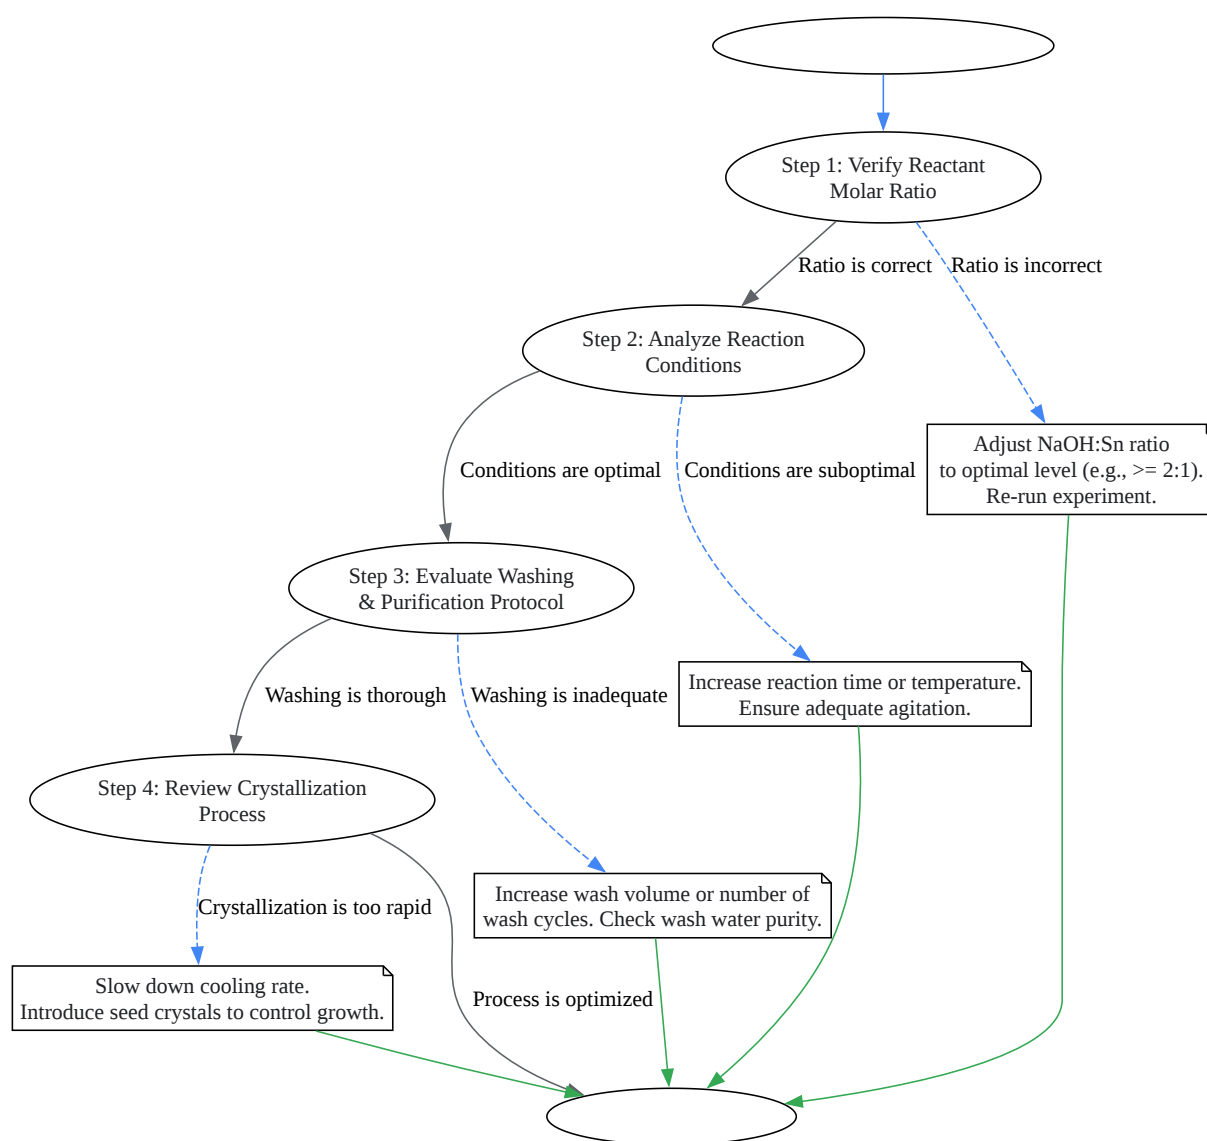 Step 1: Verify Reactant
Molar Ratio
Ratio is correct
Ratio is incorrect
Step 2: Analyze Reaction
Conditions
Adjust NaOH:Sn ratio
to optimal level (e.g., >= 2:1).
Re-run experiment.
Conditions are optimal
Conditions are suboptimal
Step 3: Evaluate Washing
& Purification Protocol
Increase reaction time or temperature.
Ensure adequate agitation.
Washing is thorough
Washing is inadequate
Step 4: Review Crystallization
Process
Increase wash volume or number of
wash cycles. Check wash water purity.
Crystallization is too rapid
Slow down cooling rate.
Introduce seed crystals to control growth.
Process is optimized